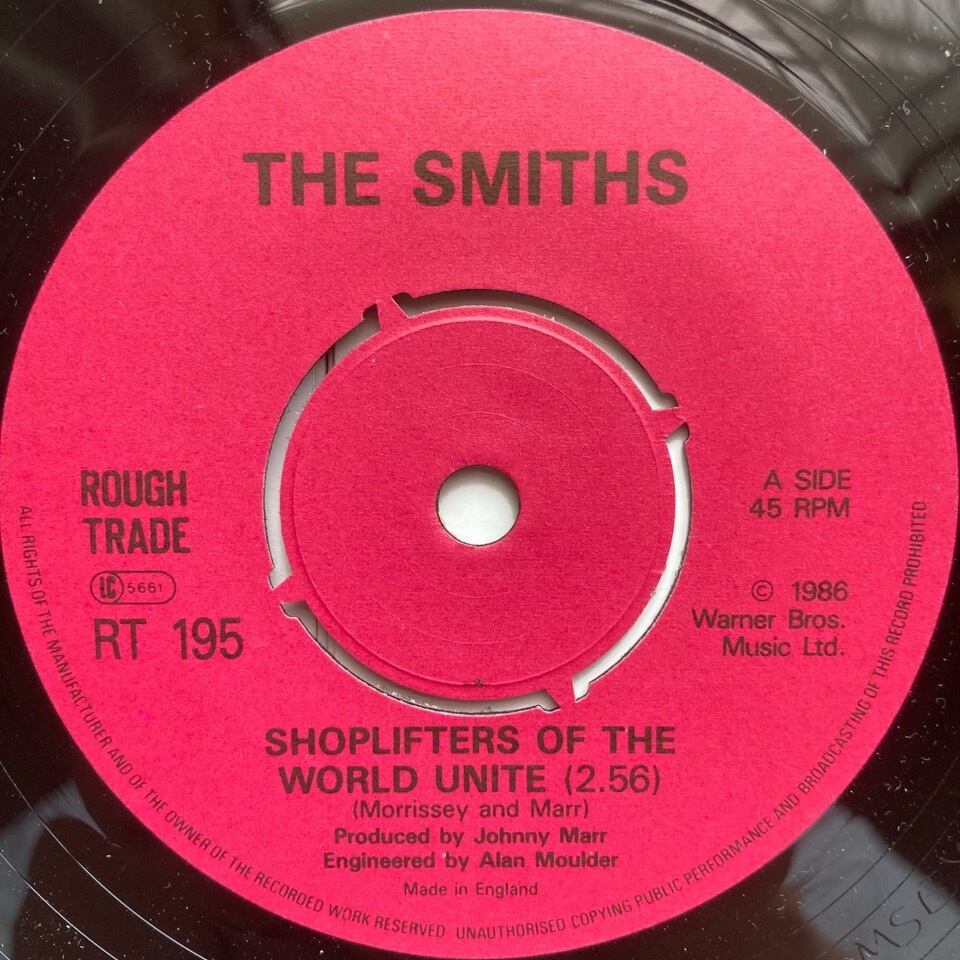 THE SMITHS
ROUGH
TRADE
LC 5661
RT 195
A SIDE
45 RPM
© 1986
Warner Bros.
Music Ltd.
SHOPLIFTERS OF THE
WORLD UNITE (2.56)
(Morrissey and Marr)
Produced by Johnny Marr
Engineered by Alan Moulder
Made in England
ALL RIGHTS OF THE MANUFACTURER AND OF THE OWNER OF THE RECORDED WORK RESERVED UNAUTHORISED COPYING PUBLIC PERFORMANCE AND BROADCASTING OF THIS RECORD PROHIBITED